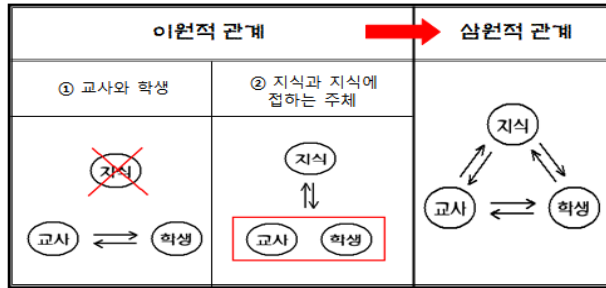 이원적 관계
삼원적 관계
① 교사와 학생
② 지식과 지식에
접하는 주체
지식
교사
학생
지식
교사
학생
지식
교사
학생